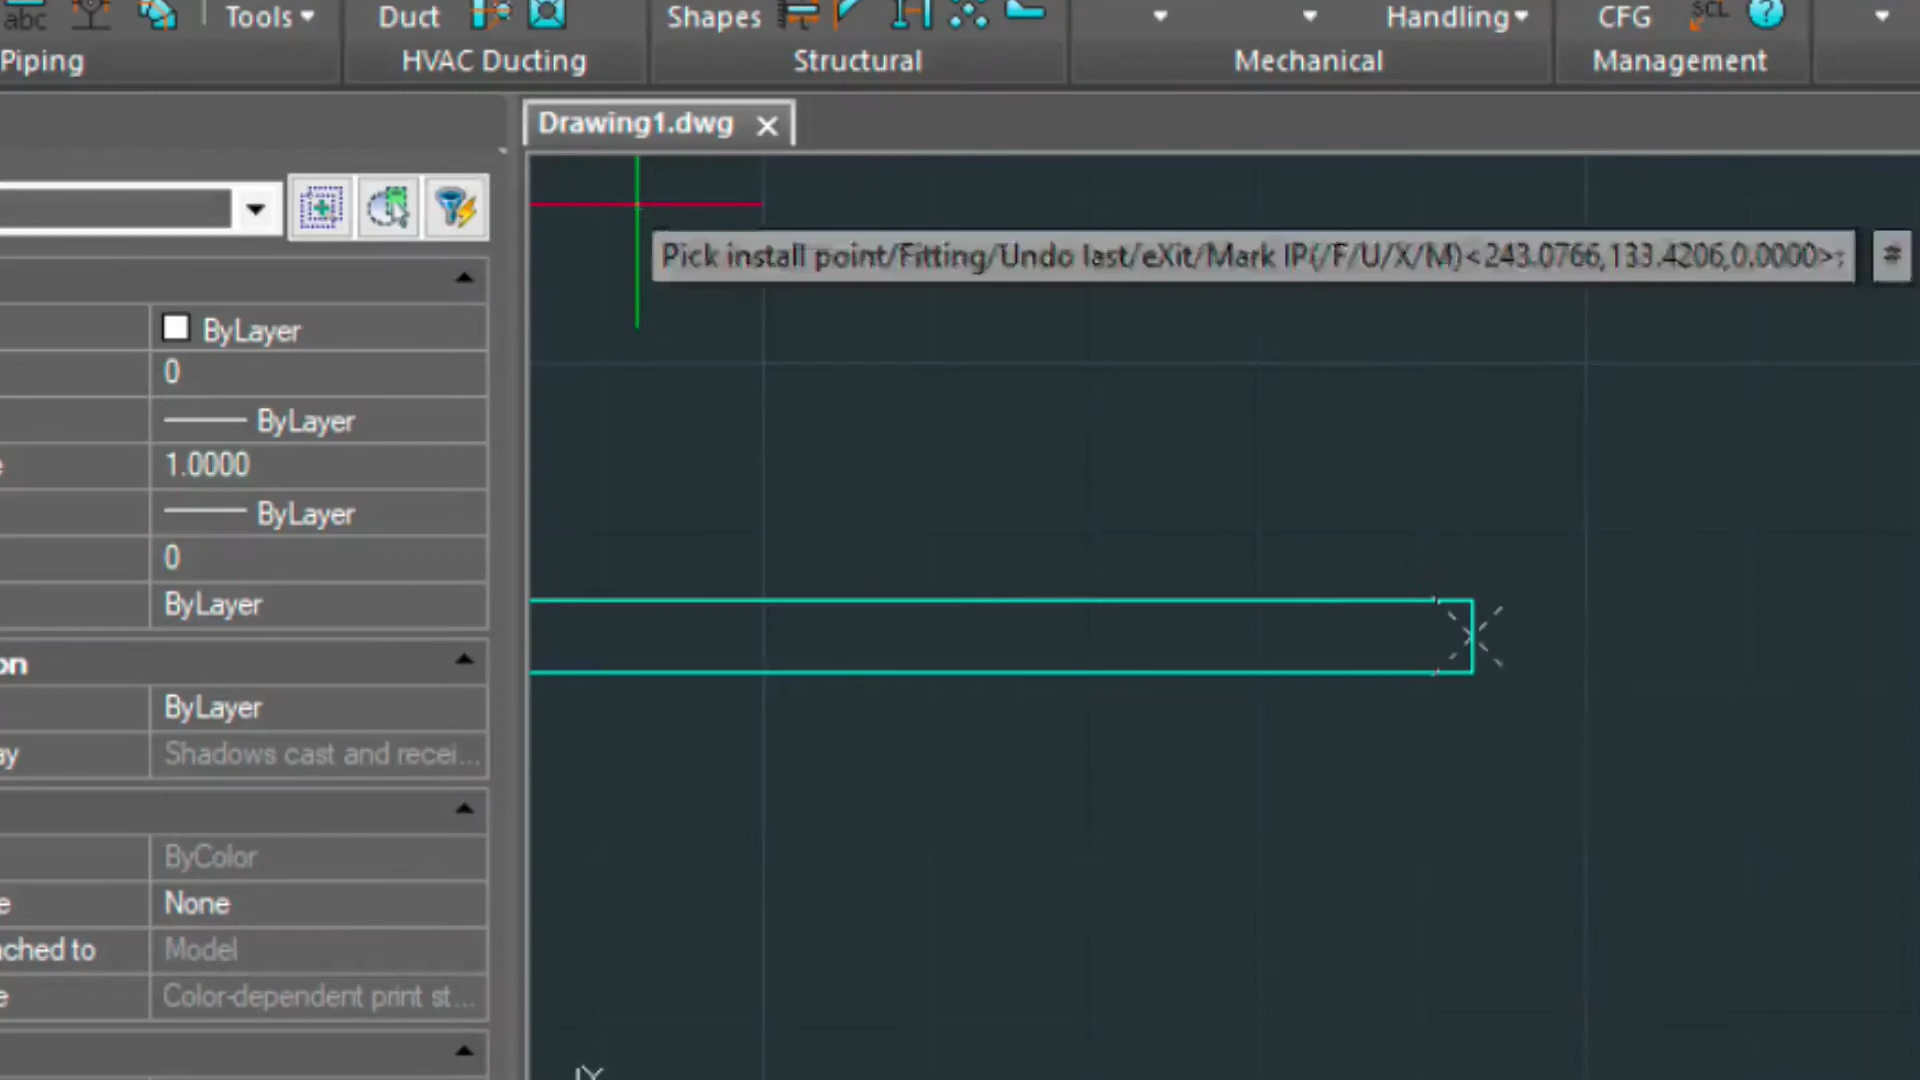 abc Tools Duct Shapes Handling CFG SCL ?
Piping HVAC Ducting Structural Mechanical Management
Drawing1.dwg
Pick install point/Fitting/Undo last/eXit/Mark IP(/F/U/X/M)<243.0766,133.4206,0.0000>:
ByLayer
0
ByLayer
e 1.0000
ByLayer
0
ByLayer
on
ByLayer
ay Shadows cast and recei...
ByColor
e None
ached to Model
e Color-dependent print st...